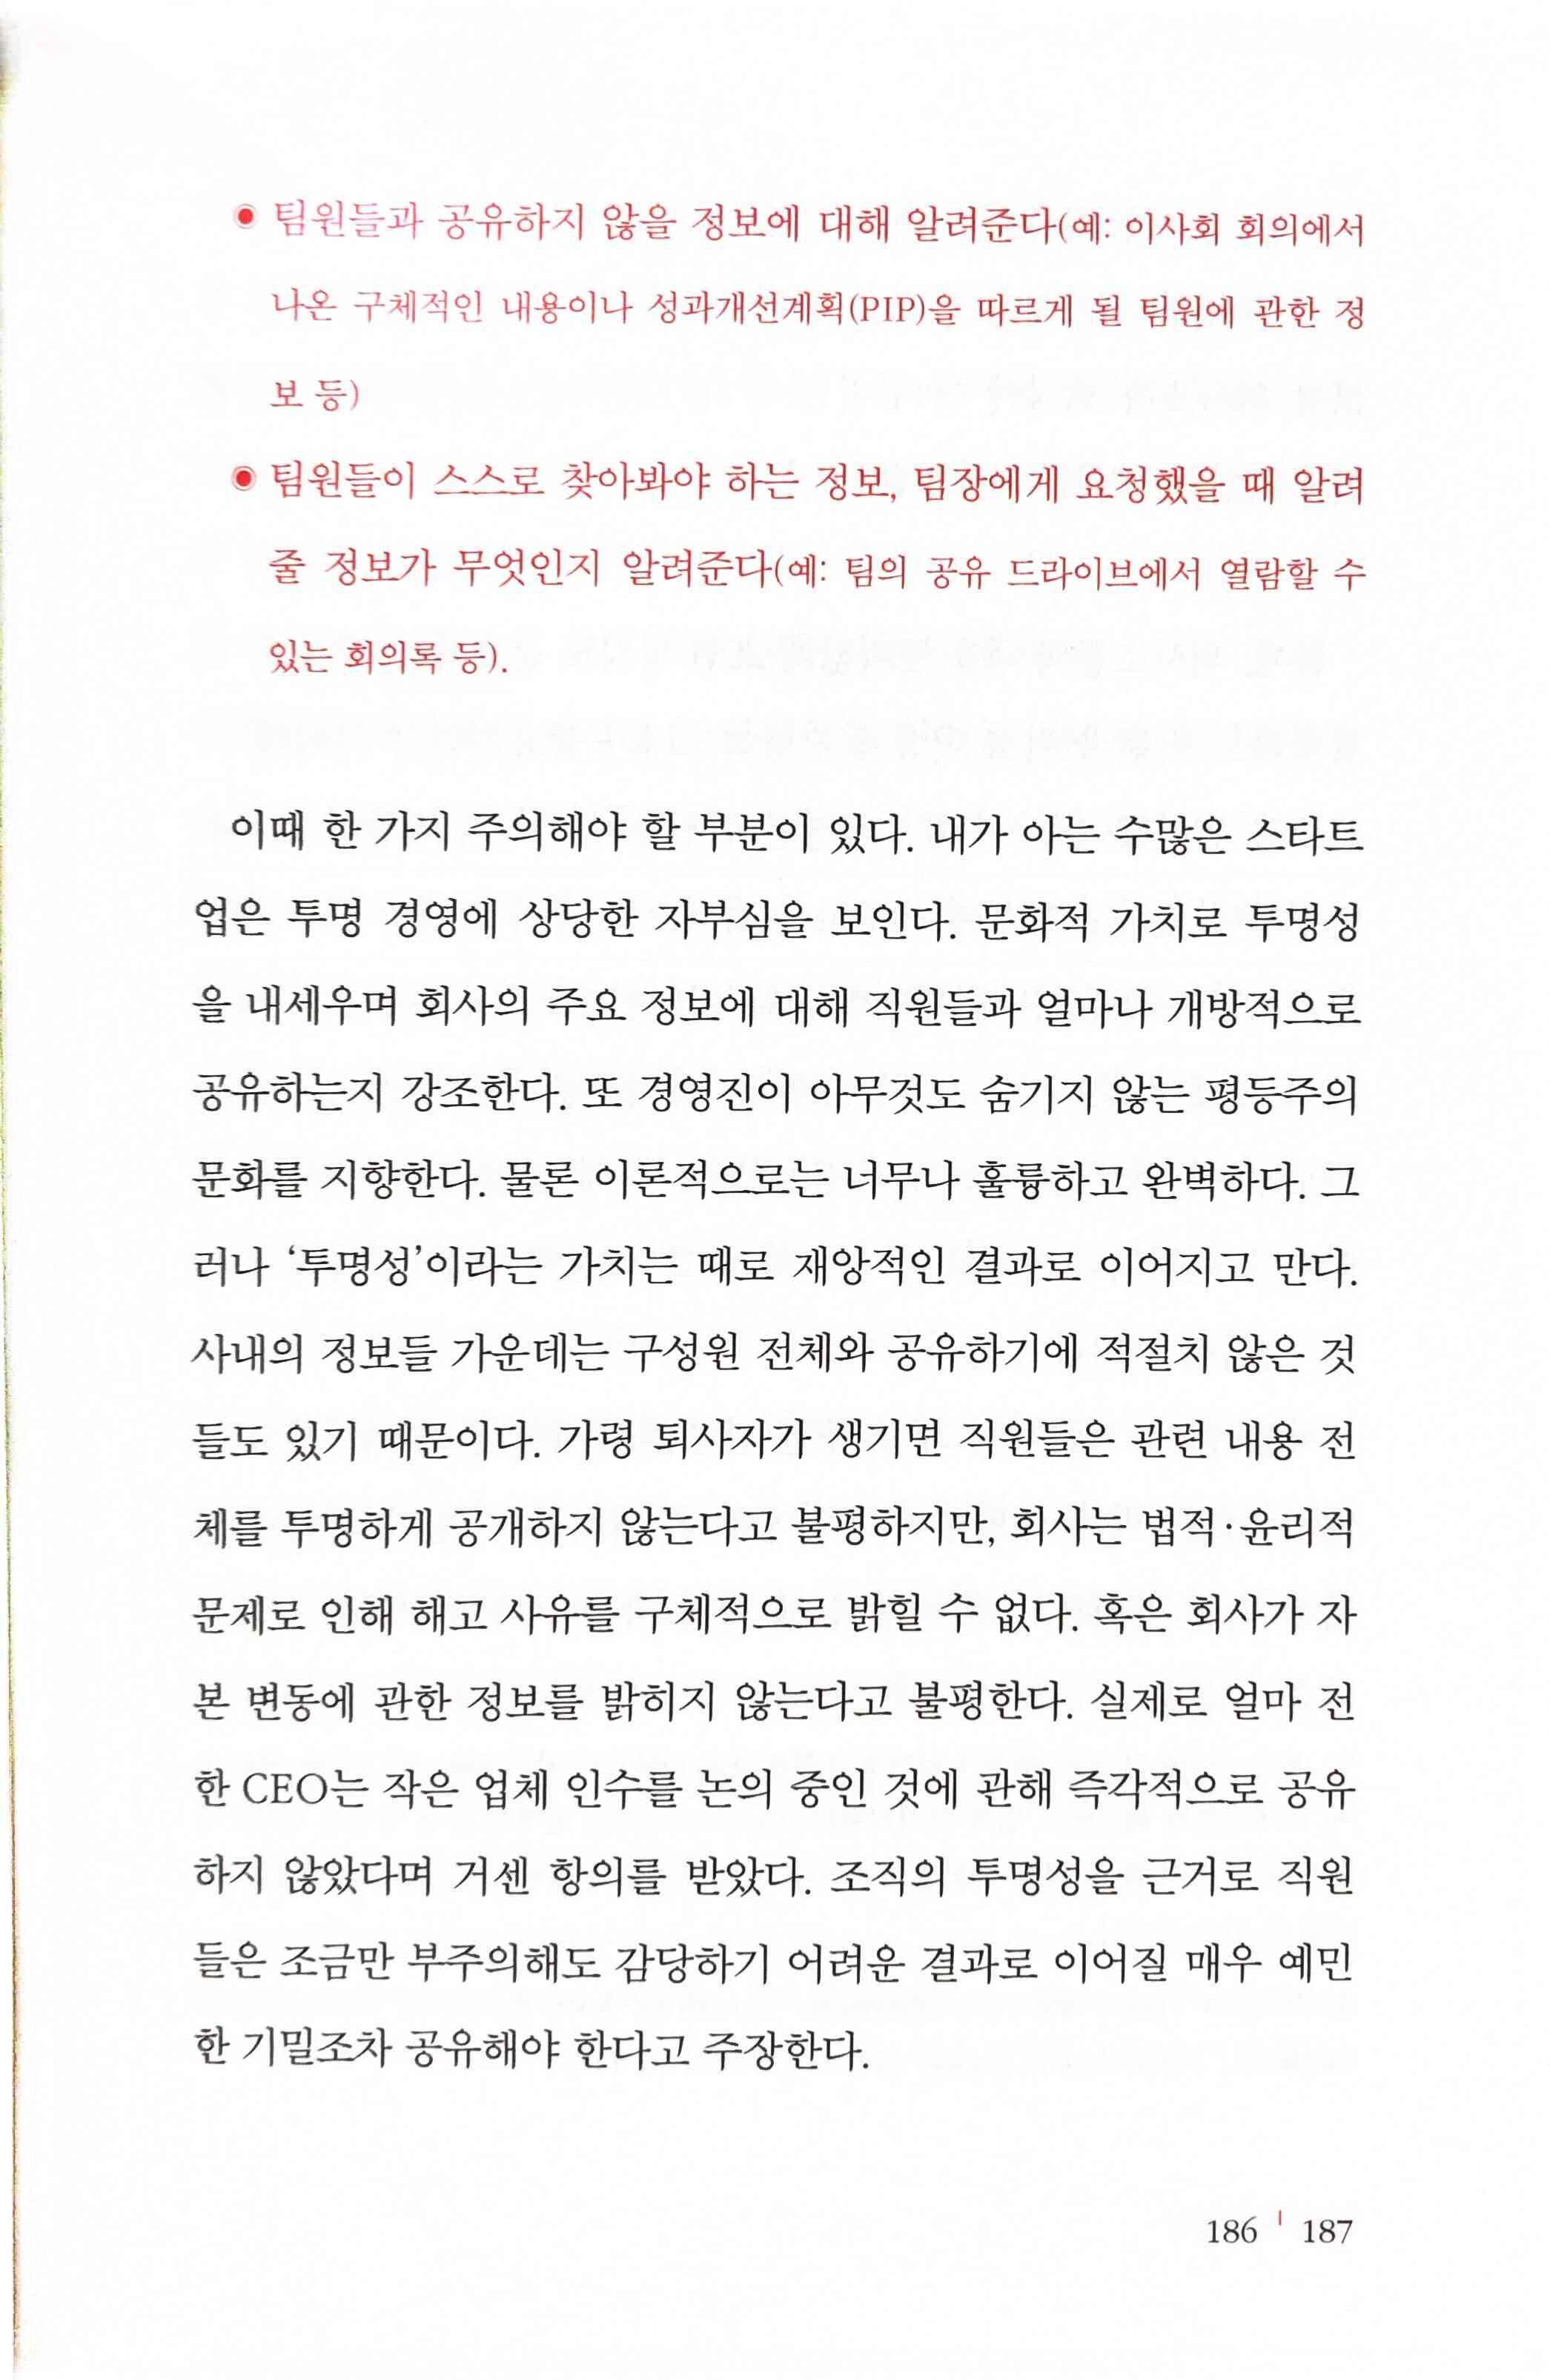 ◉ 팀원들과 공유하지 않을 정보에 대해 알려준다(예: 이사회 회의에서
나온 구체적인 내용이나 성과개선계획(PIP)을 따르게 될 팀원에 관한 정
보 등)
◉ 팀원들이 스스로 찾아봐야 하는 정보, 팀장에게 요청했을 때 알려
줄 정보가 무엇인지 알려준다(예: 팀의 공유 드라이브에서 열람할 수
있는 회의록 등).
이때 한 가지 주의해야 할 부분이 있다. 내가 아는 수많은 스타트
업은 투명 경영에 상당한 자부심을 보인다. 문화적 가치로 투명성
을 내세우며 회사의 주요 정보에 대해 직원들과 얼마나 개방적으로
공유하는지 강조한다. 또 경영진이 아무것도 숨기지 않는 평등주의
문화를 지향한다. 물론 이론적으로는 너무나 훌륭하고 완벽하다. 그
러나 ‘투명성’이라는 가치는 때로 재앙적인 결과로 이어지고 만다.
사내의 정보들 가운데는 구성원 전체와 공유하기에 적절치 않은 것
들도 있기 때문이다. 가령 퇴사자가 생기면 직원들은 관련 내용 전
체를 투명하게 공개하지 않는다고 불평하지만, 회사는 법적·윤리적
문제로 인해 해고 사유를 구체적으로 밝힐 수 없다. 혹은 회사가 자
본 변동에 관한 정보를 밝히지 않는다고 불평한다. 실제로 얼마 전
한 CEO는 작은 업체 인수를 논의 중인 것에 관해 즉각적으로 공유
하지 않았다며 거센 항의를 받았다. 조직의 투명성을 근거로 직원
들은 조금만 부주의해도 감당하기 어려운 결과로 이어질 매우 예민
한 기밀조차 공유해야 한다고 주장한다.
186 | 187